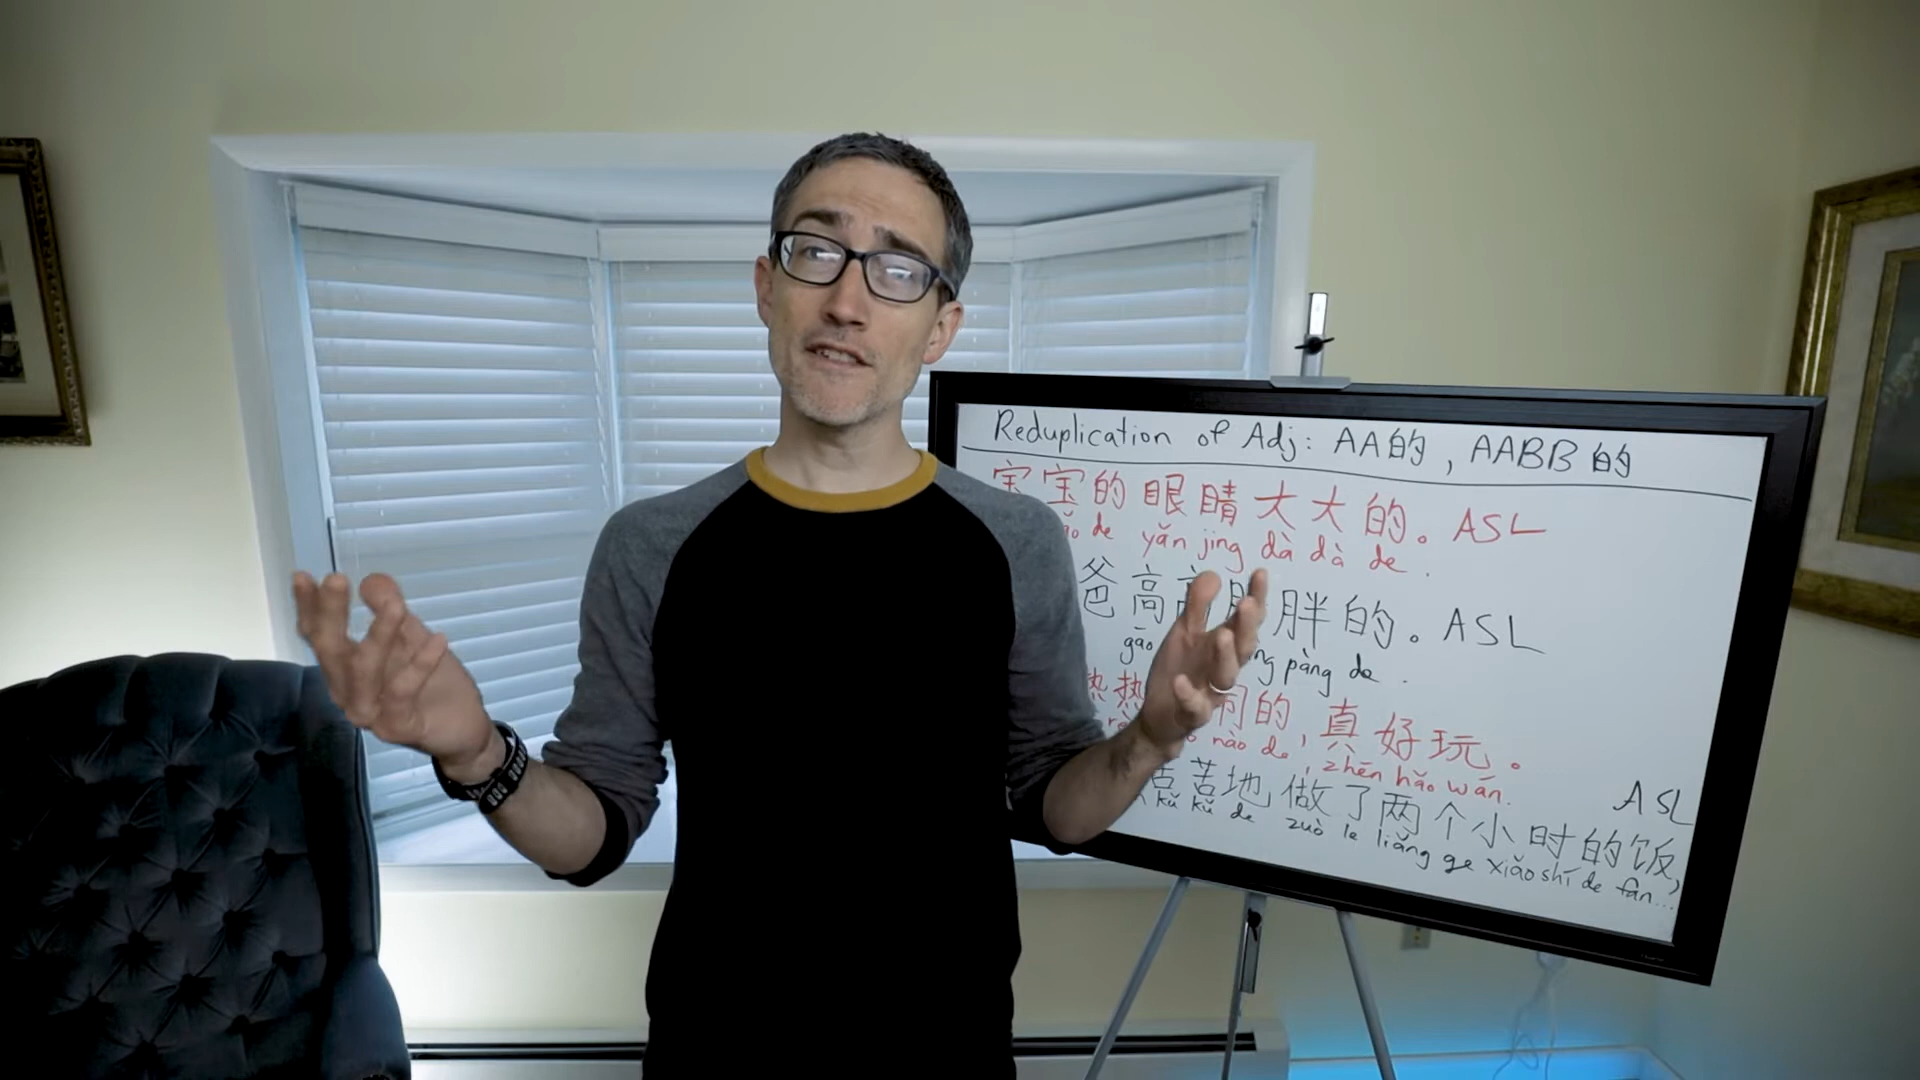 Reduplication of Adj: AA的, AABB的
宝宝的眼睛大大的。ASL
de yǎn jing dà dà de.
爸高 胖的。ASL
gāo pàng de.
热热 闹的,真好玩。
nào de, zhēn hǎo wán.
ASL
苦苦地做了两个小时的饭,
kǔ kǔ de zuò le liǎng ge xiǎo shí de fàn...